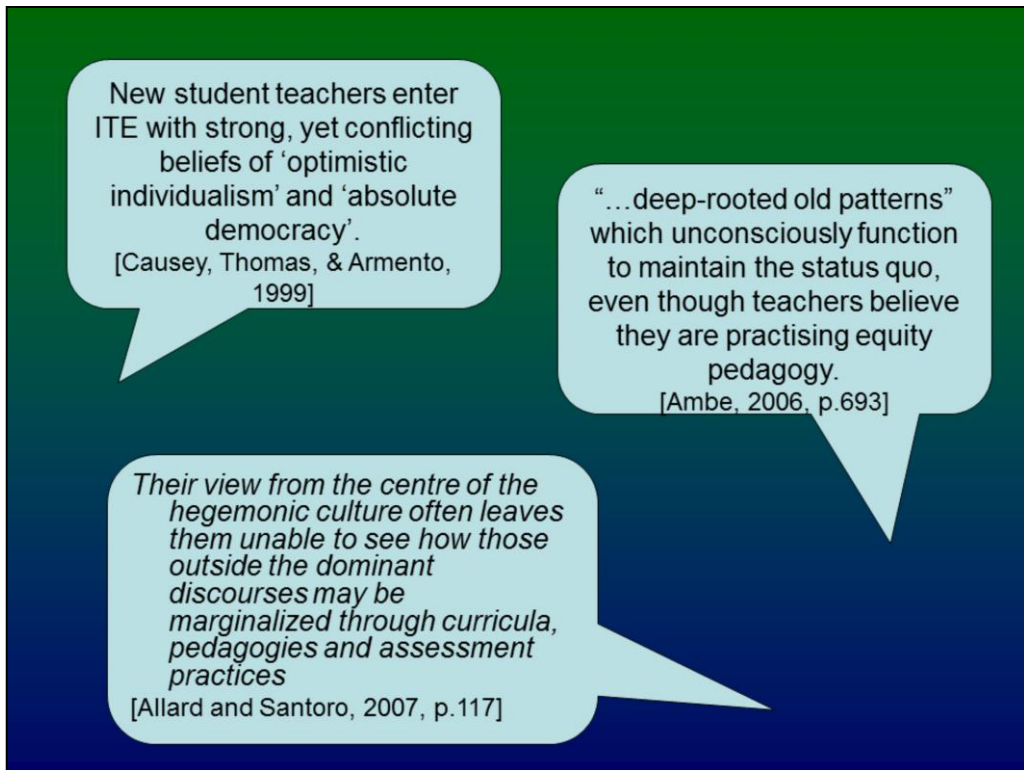 New student teachers enter
ITE with strong, yet conflicting
beliefs of ‘optimistic
individualism’ and ‘absolute
democracy’.
[Causey, Thomas, & Armento,
1999]
“…deep-rooted old patterns”
which unconsciously function
to maintain the status quo,
even though teachers believe
they are practising equity
pedagogy.
[Ambe, 2006, p.693]
Their view from the centre of the
hegemonic culture often leaves
them unable to see how those
outside the dominant
discourses may be
marginalized through curricula,
pedagogies and assessment
practices
[Allard and Santoro, 2007, p.117]